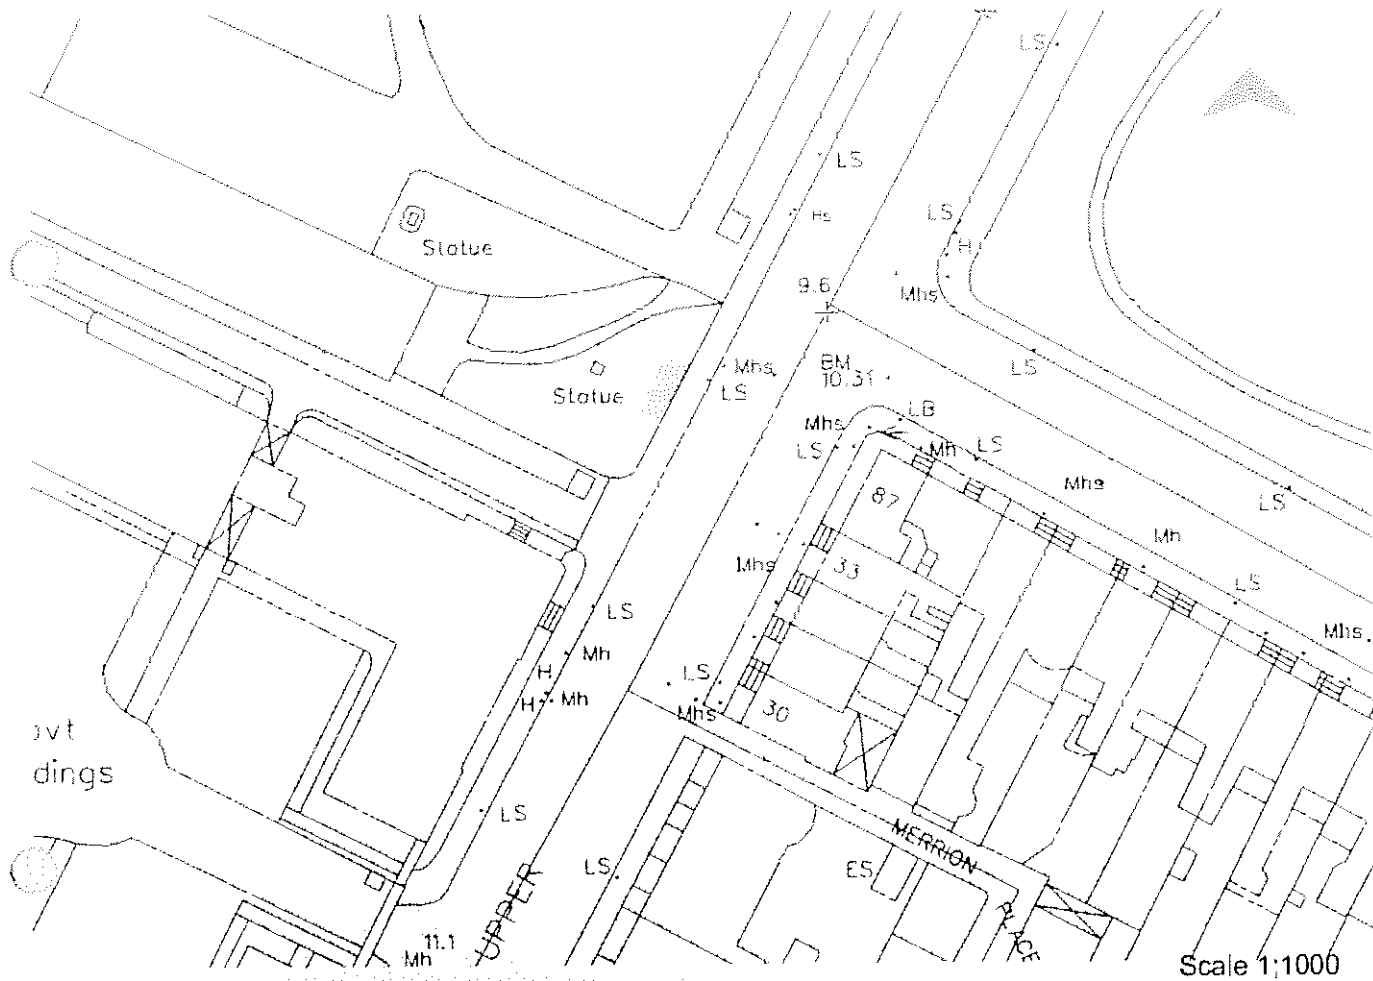 LS
LS
Hs
Statue
LS
H
9.6
Mhs
Mhs
LS
BM
10.31
LS
Statue
LB
Mhs
LS
Mh
LS
Mhs
LS
87
Mh
33
Mhs
LS
LS
Mhs
Mh
H
LS
H
Mh
Mhs
30
ovt
dings
LS
MERRION
LS
ES
UPPER
PLACE
11.1
Mh
Scale 1:1000